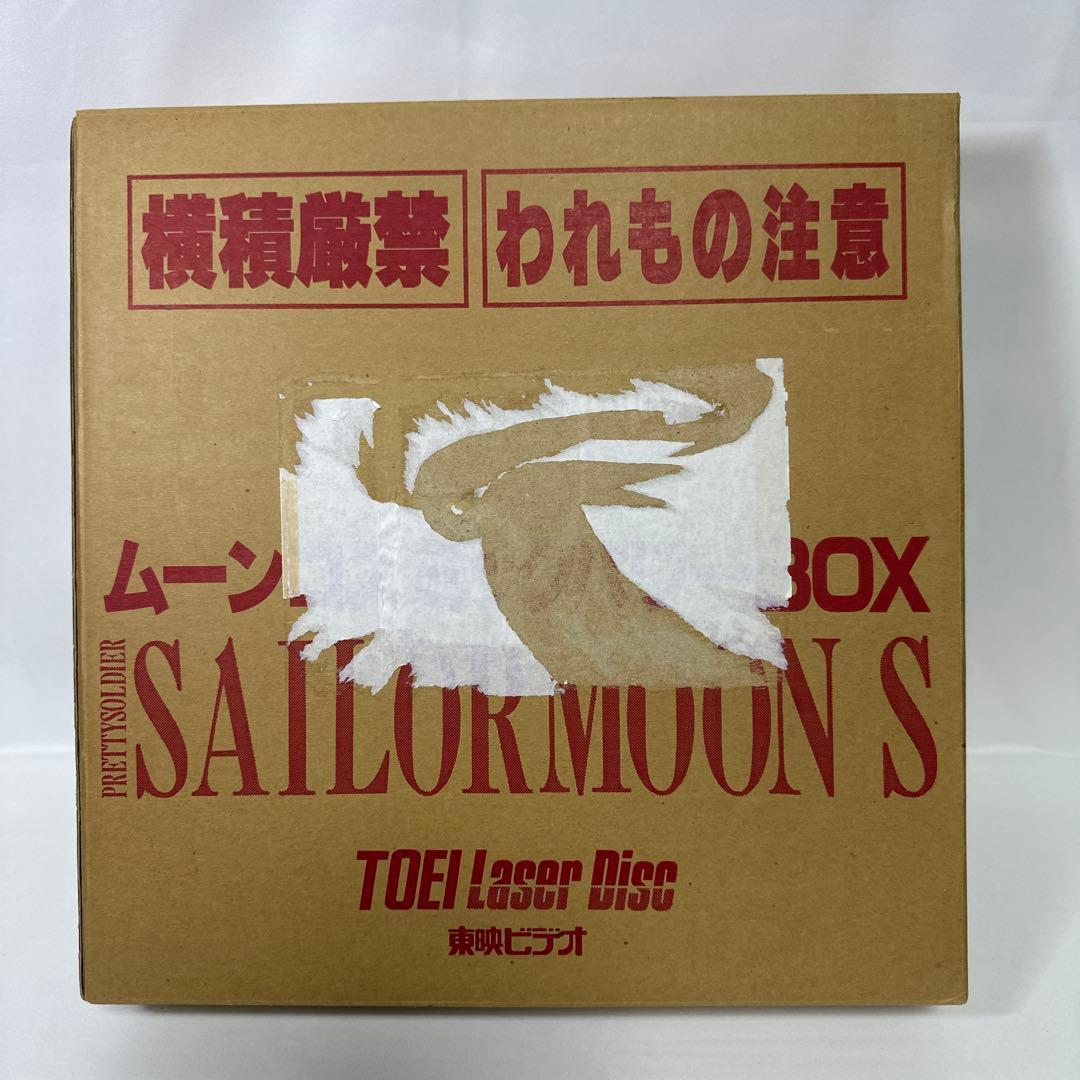 横積厳禁
われもの注意
ムーン BOX
PRETTYSOLDIER
SAILORMOON S
TOEI Laser Disc
東映ビデオ